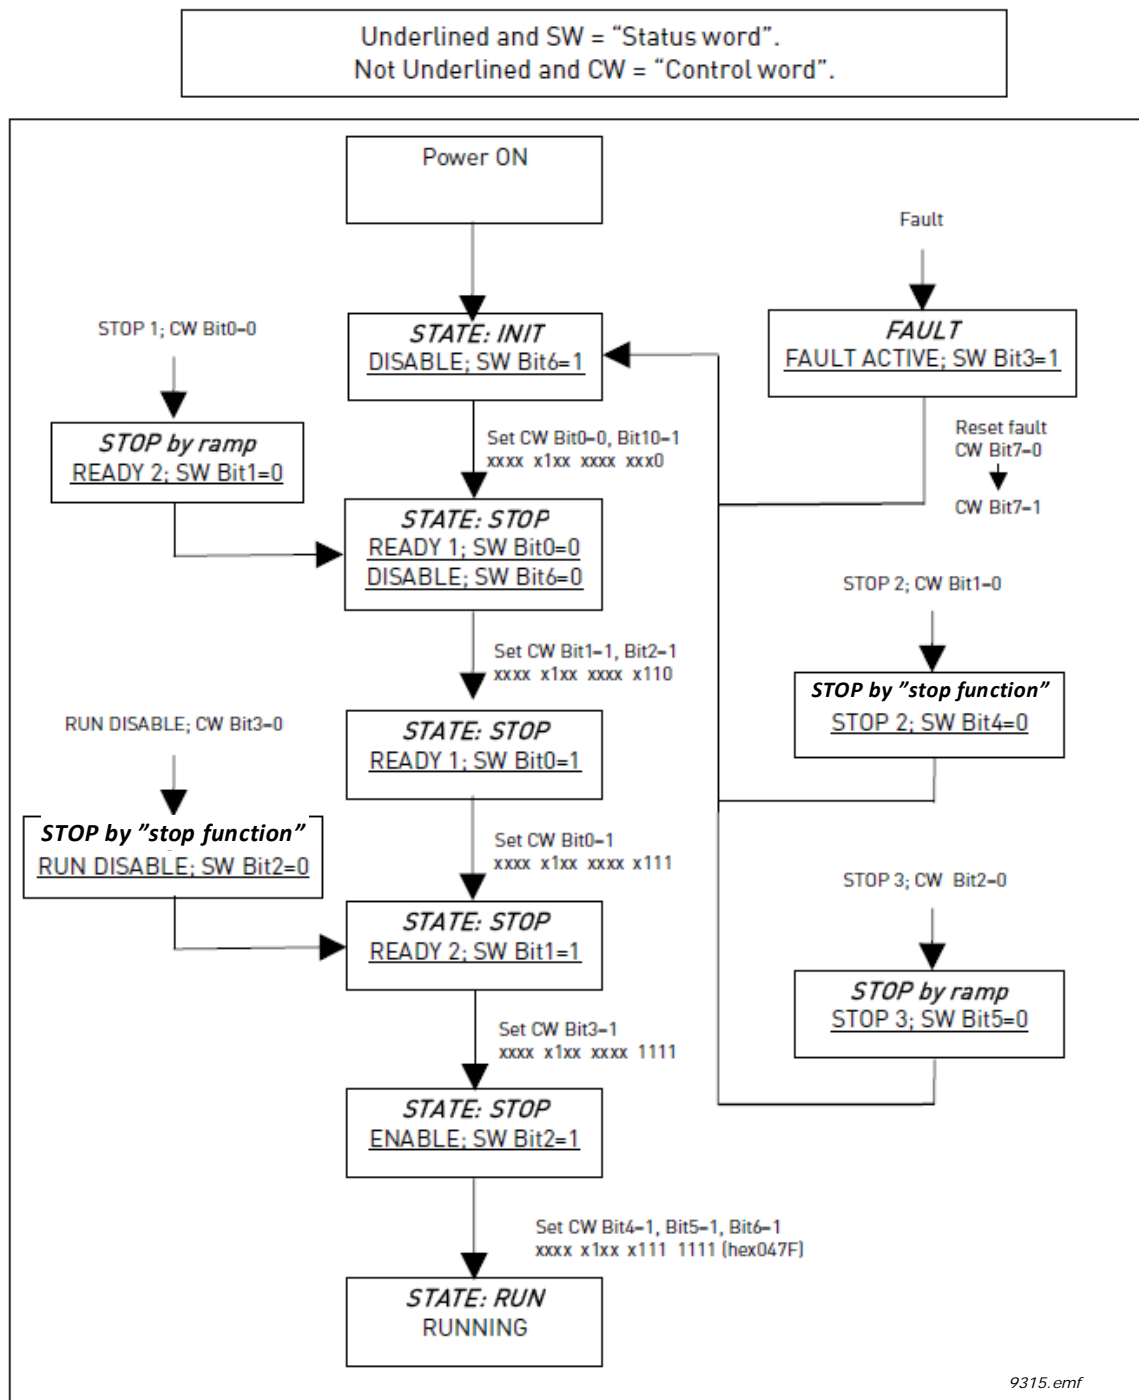 Underlined and SW = “Status word”.
Not Underlined and CW = “Control word”.
Power ON
Fault
STOP 1; CW Bit0-0
STATE: INIT
DISABLE; SW Bit6=1
FAULT
FAULT ACTIVE; SW Bit3=1
STOP by ramp
READY 2; SW Bit1=0
Set CW Bit0-0, Bit10-1
xxxx x1xx xxxx xxx0
Reset fault
CW Bit7-0
CW Bit7-1
STATE: STOP
READY 1; SW Bit0=0
DISABLE; SW Bit6=0
STOP 2; CW Bit1-0
Set CW Bit1-1, Bit2-1
xxxx x1xx xxxx x110
STOP by ”stop function”
STOP 2; SW Bit4=0
RUN DISABLE; CW Bit3-0
STATE: STOP
READY 1; SW Bit0=1
STOP by ”stop function”
RUN DISABLE; SW Bit2=0
Set CW Bit0-1
xxxx x1xx xxxx x111
STOP 3; CW Bit2=0
STATE: STOP
READY 2; SW Bit1=1
STOP by ramp
STOP 3; SW Bit5=0
Set CW Bit3-1
xxxx x1xx xxxx 1111
STATE: STOP
ENABLE; SW Bit2=1
Set CW Bit4-1, Bit5-1, Bit6-1
xxxx x1xx x111 1111 (hex047F)
STATE: RUN
RUNNING
9315.emf